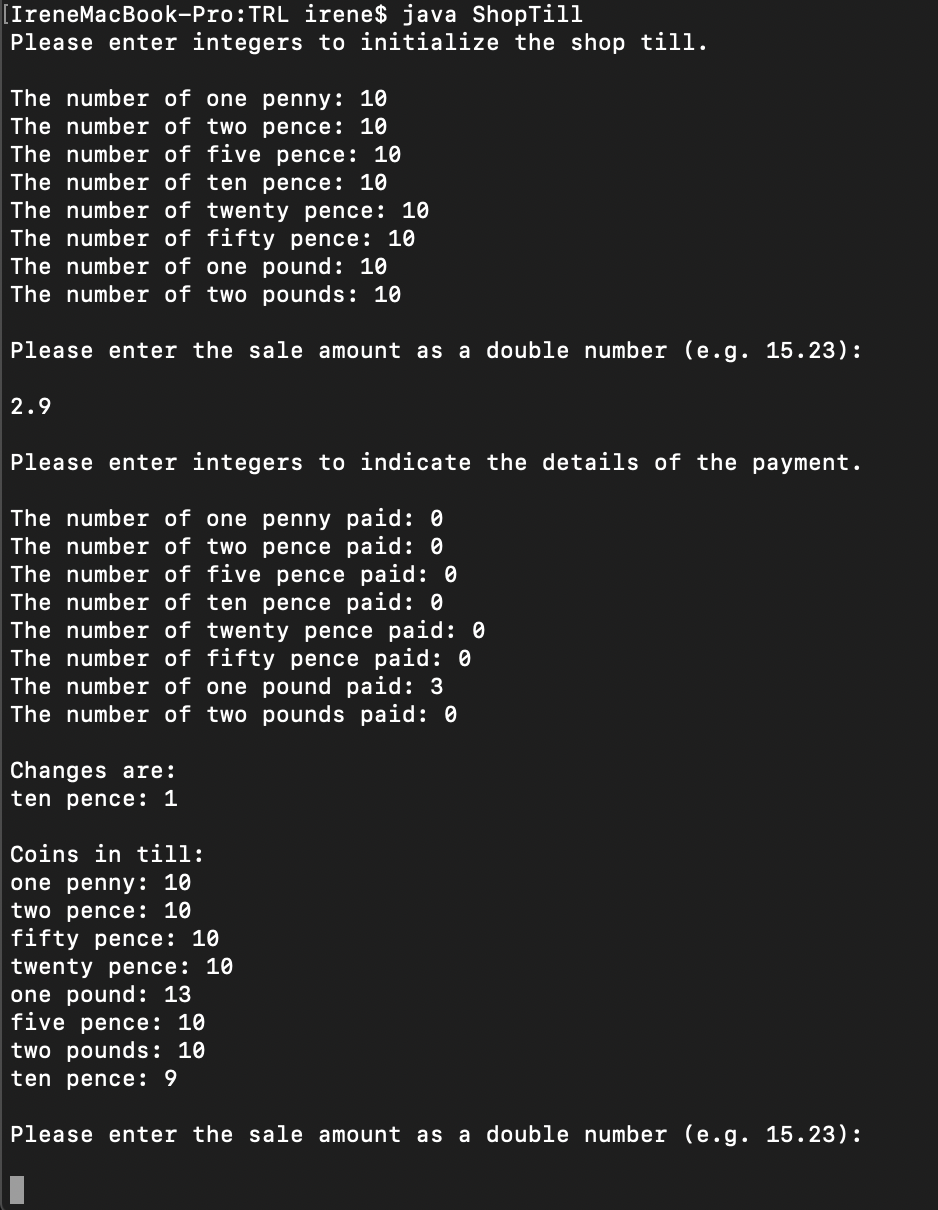 [IreneMacBook-Pro:TRL irene$ java ShopTill
Please enter integers to initialize the shop till.
The number of one penny: 10
The number of two pence: 10
The number of five pence: 10
The number of ten pence: 10
The number of twenty pence: 10
The number of fifty pence: 10
The number of one pound: 10
The number of two pounds: 10
Please enter the sale amount as a double number (e.g. 15.23):
2.9
Please enter integers to indicate the details of the payment.
The number of one penny paid: 0
The number of two pence paid: 0
The number of five pence paid: 0
The number of ten pence paid: 0
The number of twenty pence paid: 0
The number of fifty pence paid: 0
The number of one pound paid: 3
The number of two pounds paid: 0
Changes are:
ten pence: 1
Coins in till:
one penny: 10
two pence: 10
fifty pence: 10
twenty pence: 10
one pound: 13
five pence: 10
two pounds: 10
ten pence: 9
Please enter the sale amount as a double number (e.g. 15.23):